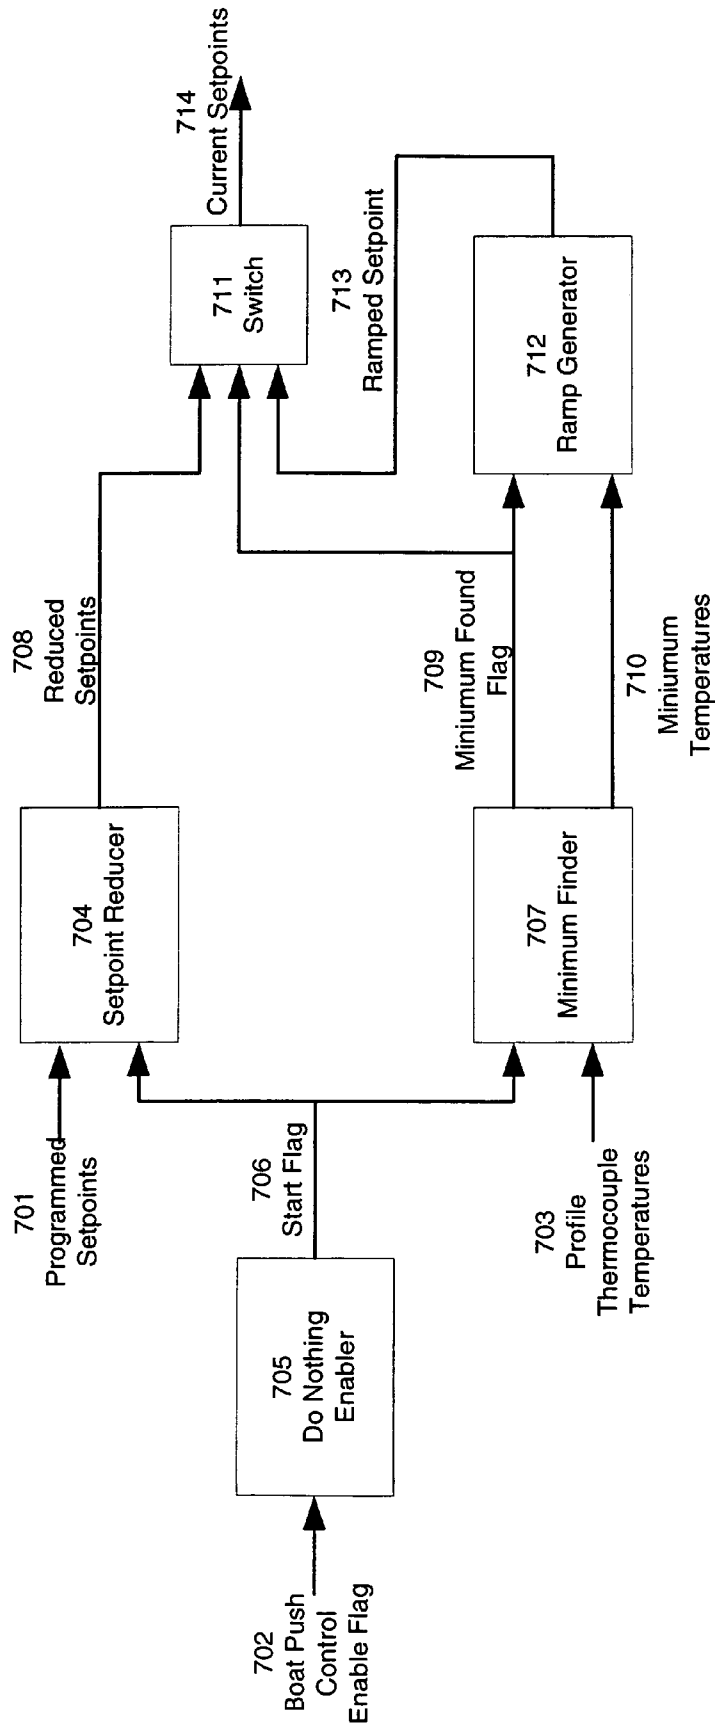 701
Programmed
Setpoints
702
Boat Push
Control
Enable Flag
703
Profile
Thermocouple
Temperatures
704
Setpoint Reducer
705
Do Nothing
Enabler
706
Start Flag
707
Minimum Finder
708
Reduced
Setpoints
709
Miniumum Found
Flag
710
Miniumum
Temperatures
711
Switch
712
Ramp Generator
713
Ramped Setpoint
714
Current Setpoints